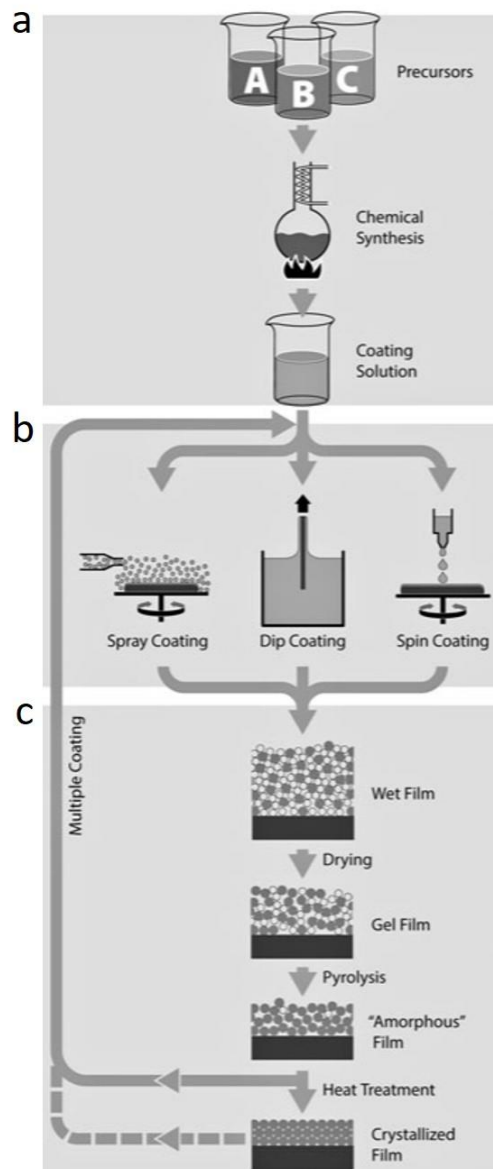 a
A
B
C
Precursors
Chemical
Synthesis
Coating
Solution
b
Spray Coating
Dip Coating
Spin Coating
c
Multiple Coating
Wet Film
Drying
Gel Film
Pyrolysis
“Amorphous”
Film
Heat Treatment
Crystallized
Film